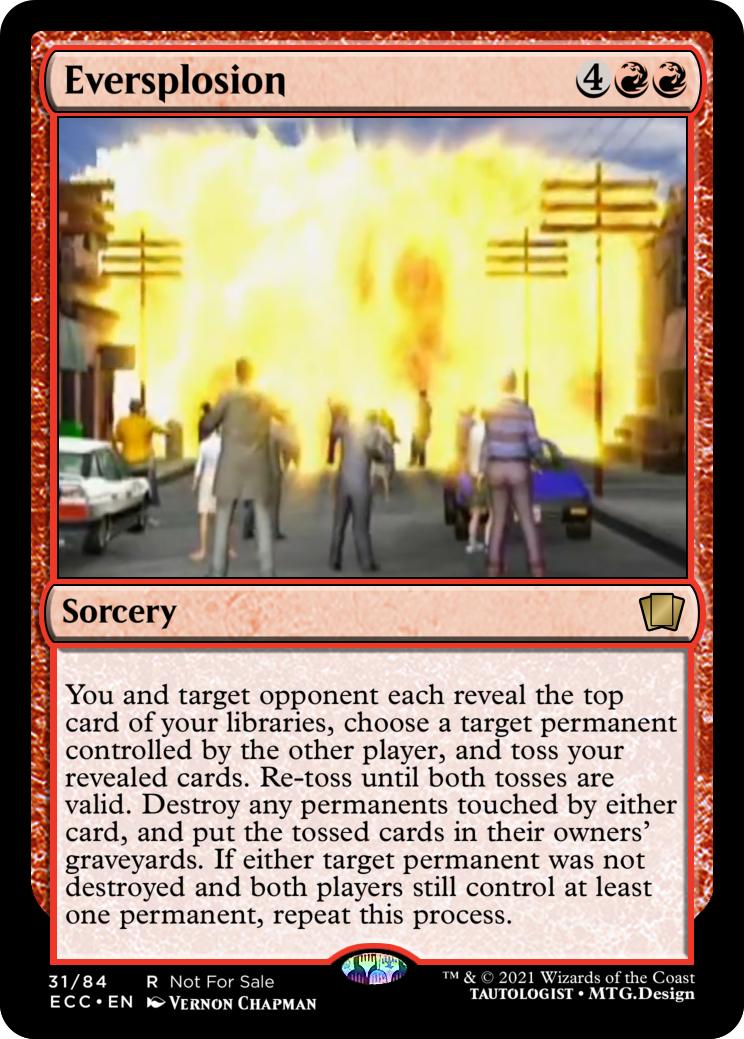 Eversplosion 4
Sorcery
You and target opponent each reveal the top
card of your libraries, choose a target permanent
controlled by the other player, and toss your
revealed cards. Re-toss until both tosses are
valid. Destroy any permanents touched by either
card, and put the tossed cards in their owners’
graveyards. If either target permanent was not
destroyed and both players still control at least
one permanent, repeat this process.
31/84 R Not For Sale
ECC • EN VERNON CHAPMAN
™ & © 2021 Wizards of the Coast
TAUTOLOGIST • MTG.Design